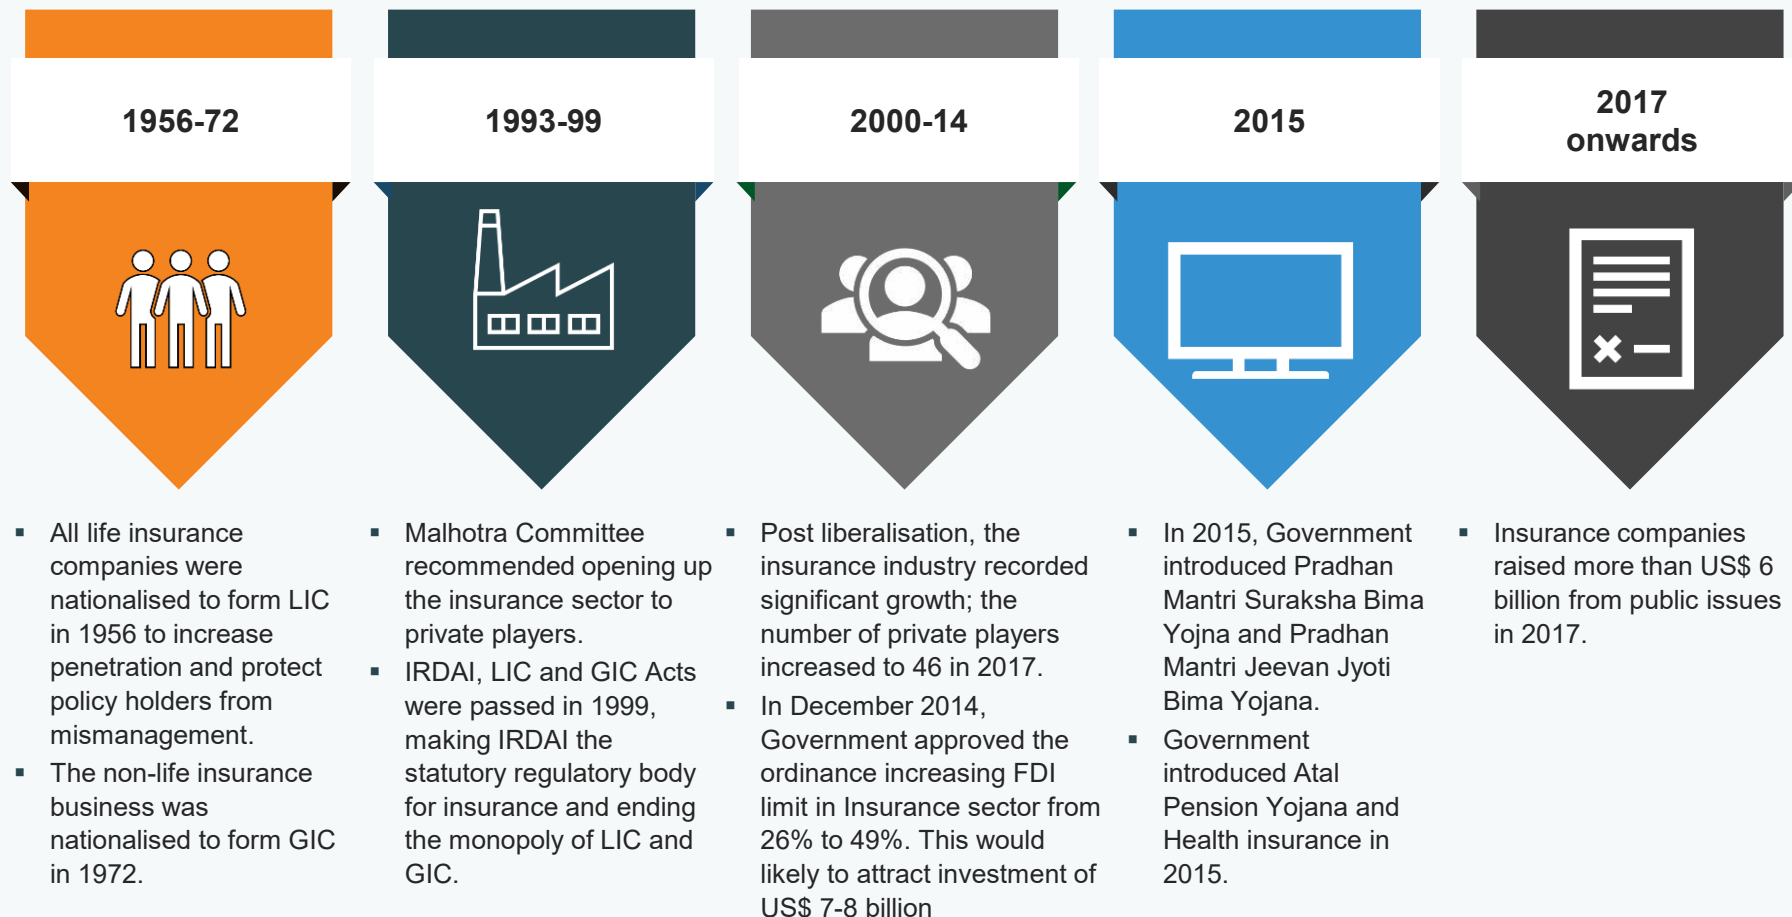 1956-72
All life insurance
companies were
nationalised to form LIC
in 1956 to increase
penetration and protect
policy holders from
mismanagement.
The non-life insurance
business was
nationalised to form GIC
in 1972.
1993-99
Malhotra Committee
recommended opening up
the insurance sector to
private players.
IRDAI, LIC and GIC Acts
were passed in 1999,
making IRDAI the
statutory regulatory body
for insurance and ending
the monopoly of LIC and
GIC.
2000-14
Post liberalisation, the
insurance industry recorded
significant growth; the
number of private players
increased to 46 in 2017.
In December 2014,
Government approved the
ordinance increasing FDI
limit in Insurance sector from
26% to 49%. This would
likely to attract investment of
US$ 7-8 billion
2015
In 2015, Government
introduced Pradhan
Mantri Suraksha Bima
Yojna and Pradhan
Mantri Jeevan Jyoti
Bima Yojana.
Government
introduced Atal
Pension Yojana and
Health insurance in
2015.
2017
onwards
Insurance companies
raised more than US$ 6
billion from public issues
in 2017.